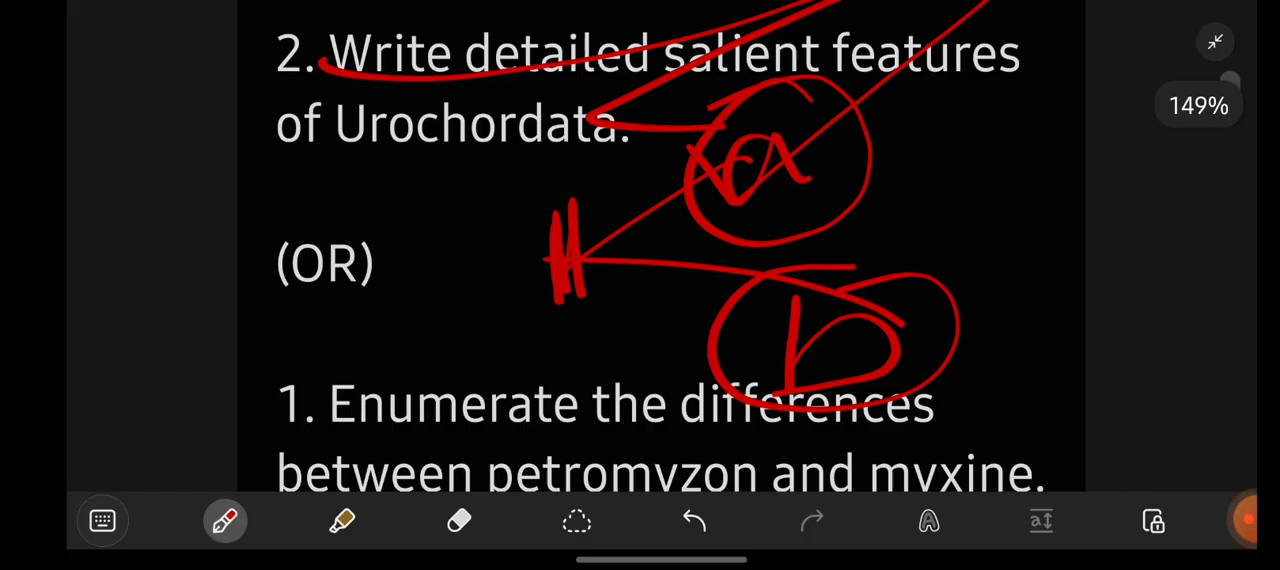 2. Write detailed salient features
of Urochordata.
a
(OR)
b
1. Enumerate the differences
between petromyzon and myxine.
149%